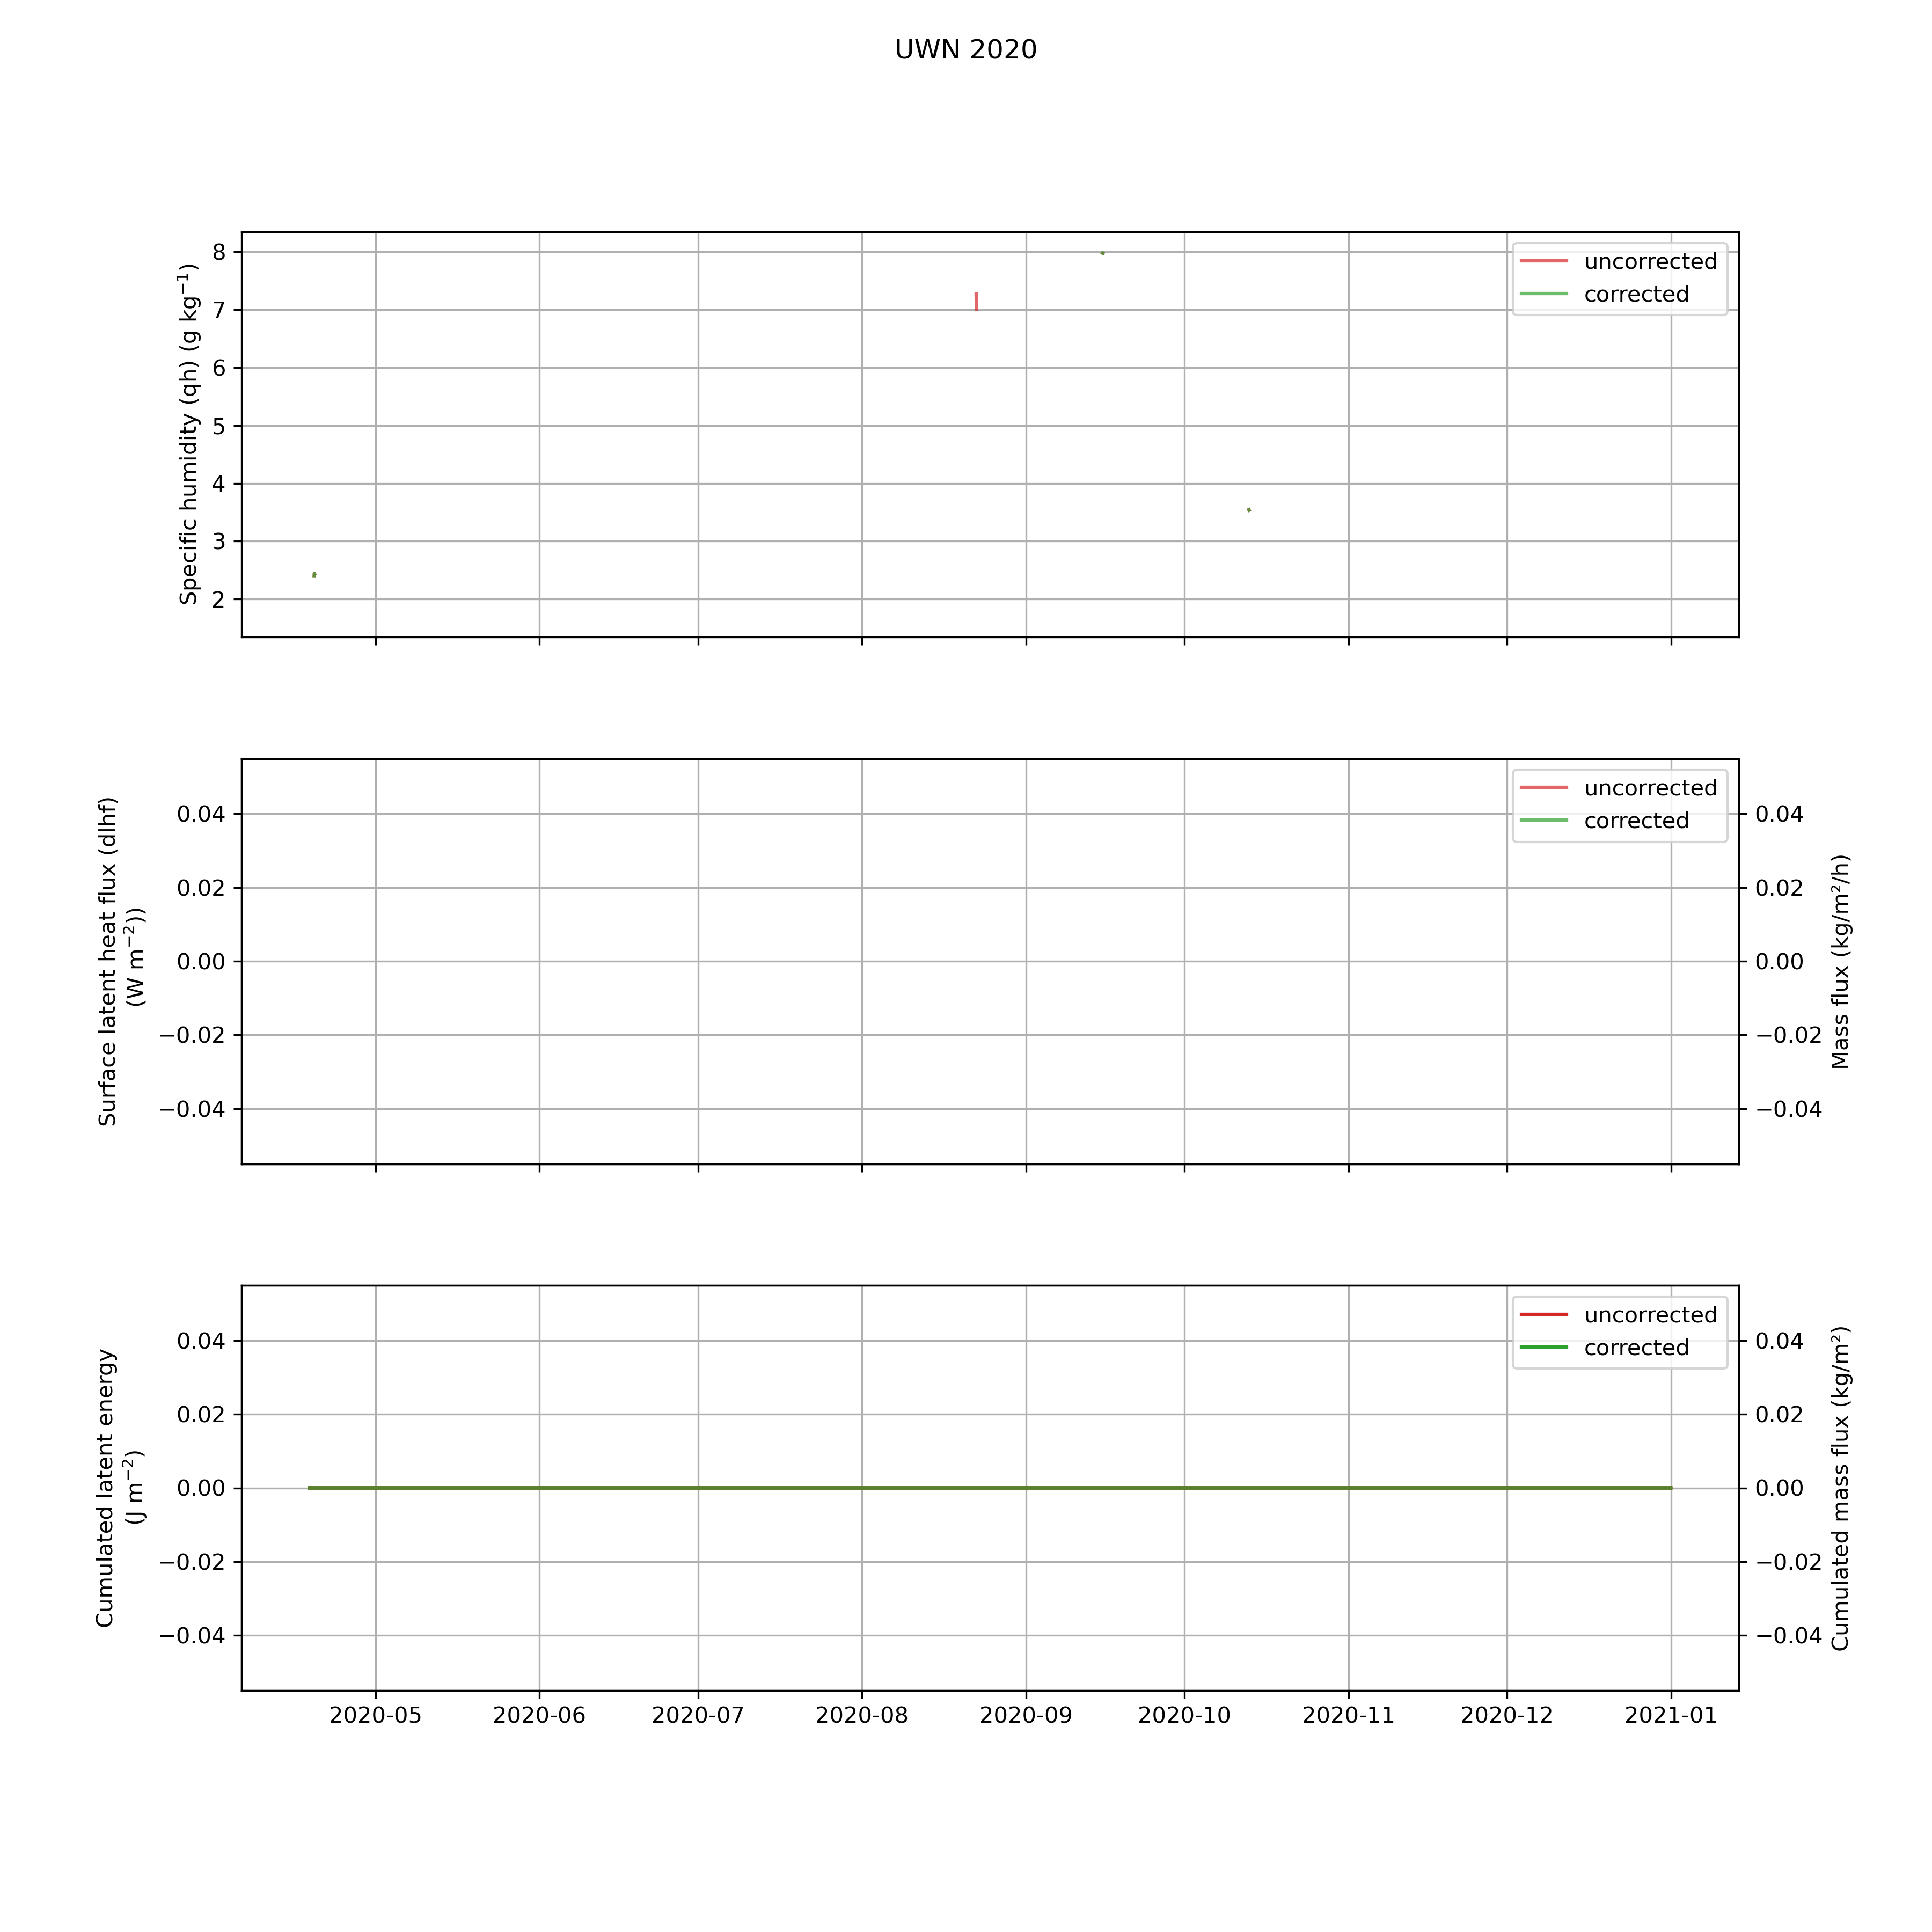 UWN 2020
Specific humidity (qh) (g kg⁻¹)
8
7
6
5
4
3
2
uncorrected
corrected
Surface latent heat flux (dlhf)
(W m⁻²))
0.04
0.02
0.00
−0.02
−0.04
uncorrected
corrected
0.04
0.02
0.00
−0.02
−0.04
Mass flux (kg/m²/h)
Cumulated latent energy
(J m⁻²)
0.04
0.02
0.00
−0.02
−0.04
uncorrected
corrected
0.04
0.02
0.00
−0.02
−0.04
Cumulated mass flux (kg/m²)
2020-05 2020-06 2020-07 2020-08 2020-09 2020-10 2020-11 2020-12 2021-01